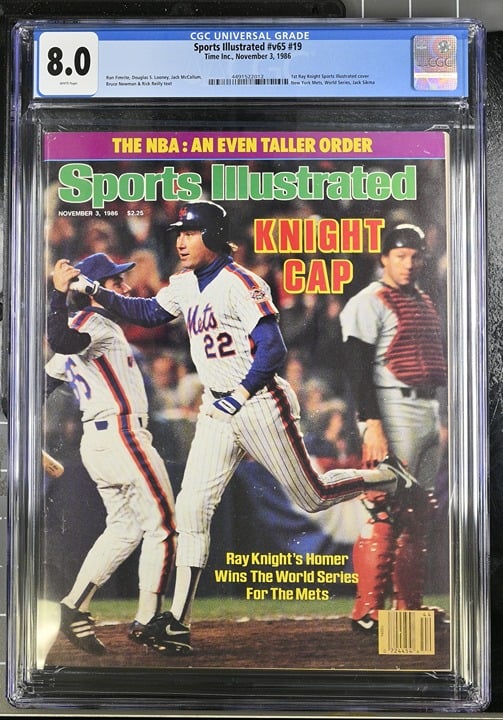 CGC UNIVERSAL GRADE
8.0
WHITE Pages
Sports Illustrated #v65 #19
Time Inc., November 3, 1986
Ron Fimrite, Douglas S. Looney, Jack McCallum,
Bruce Newman & Rick Reilly text
4491522012
1st Ray Knight Sports Illustrated cover
New York Mets, World Series, Jack Sikma
CGC
THE NBA : AN EVEN TALLER ORDER
Sports Illustrated
NOVEMBER 3, 1986 $2.25
KNIGHT
CAP
Mets
22
Ray Knight's Homer
Wins The World Series
For The Mets
44